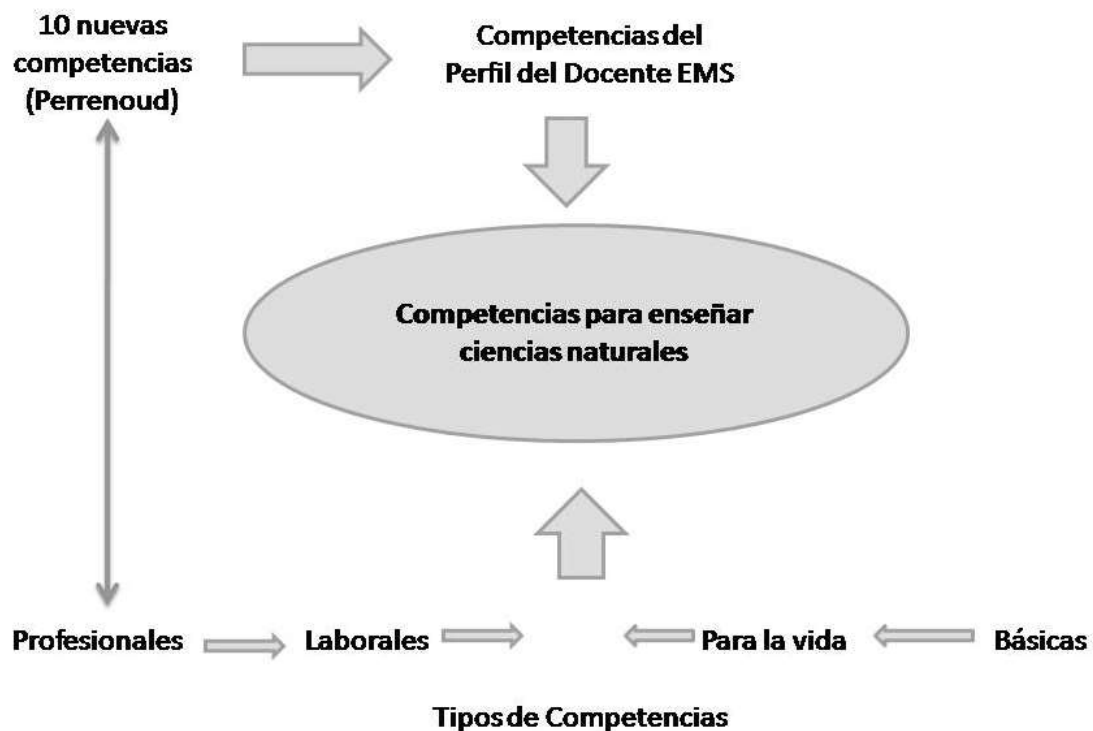 10 nuevas
competencias
(Perrenoud)
Competencias del
Perfil del Docente EMS
Competencias para enseñar
ciencias naturales
Profesionales
Laborales
Para la vida
Básicas
Tipos de Competencias